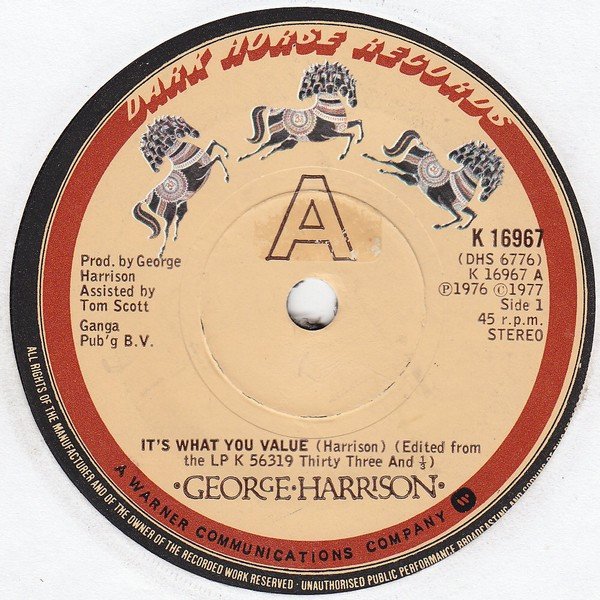 DARK HORSE RECORDS
A
K 16967
(DHS 6776)
K 16967 A
Ⓟ1976 ©1977
Side 1
45 r.p.m.
STEREO
Prod. by George
Harrison
Assisted by
Tom Scott
Ganga
Pub'g B.V.
IT'S WHAT YOU VALUE (Harrison) (Edited from
the LP K 56319 Thirty Three And ⅓)
·GEORGE·HARRISON·
A WARNER COMMUNICATIONS COMPANY
ALL RIGHTS OF THE MANUFACTURER AND OF THE OWNER OF THE RECORDED WORK RESERVED · UNAUTHORISED PUBLIC PERFORMANCE BROADCASTING AND